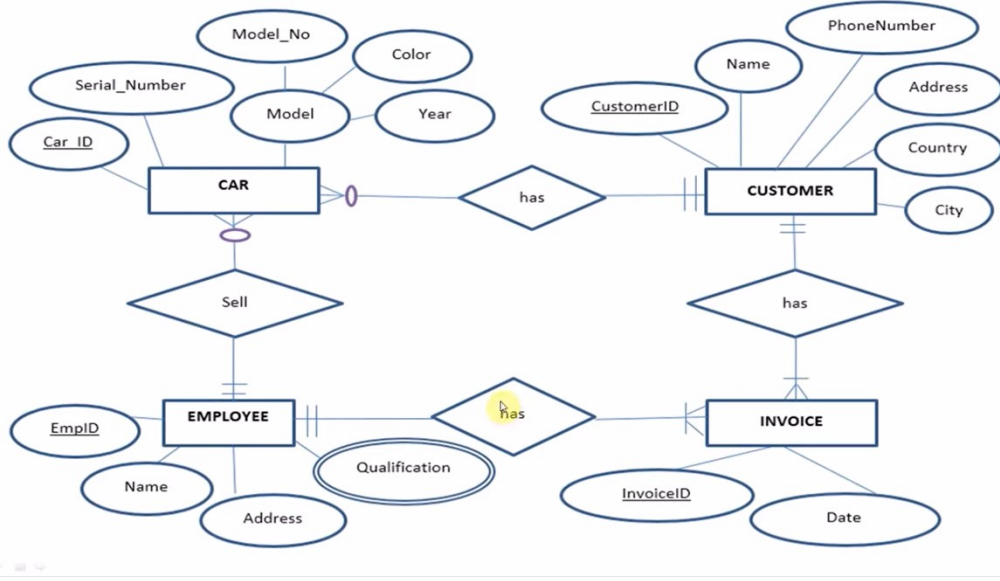 Model_No
Color
Serial_Number
Model
Year
Car_ID
CAR
has
PhoneNumber
Name
Address
CustomerID
Country
CUSTOMER
City
Sell
has
EMPLOYEE
has
INVOICE
EmpID
Qualification
Name
Address
InvoiceID
Date